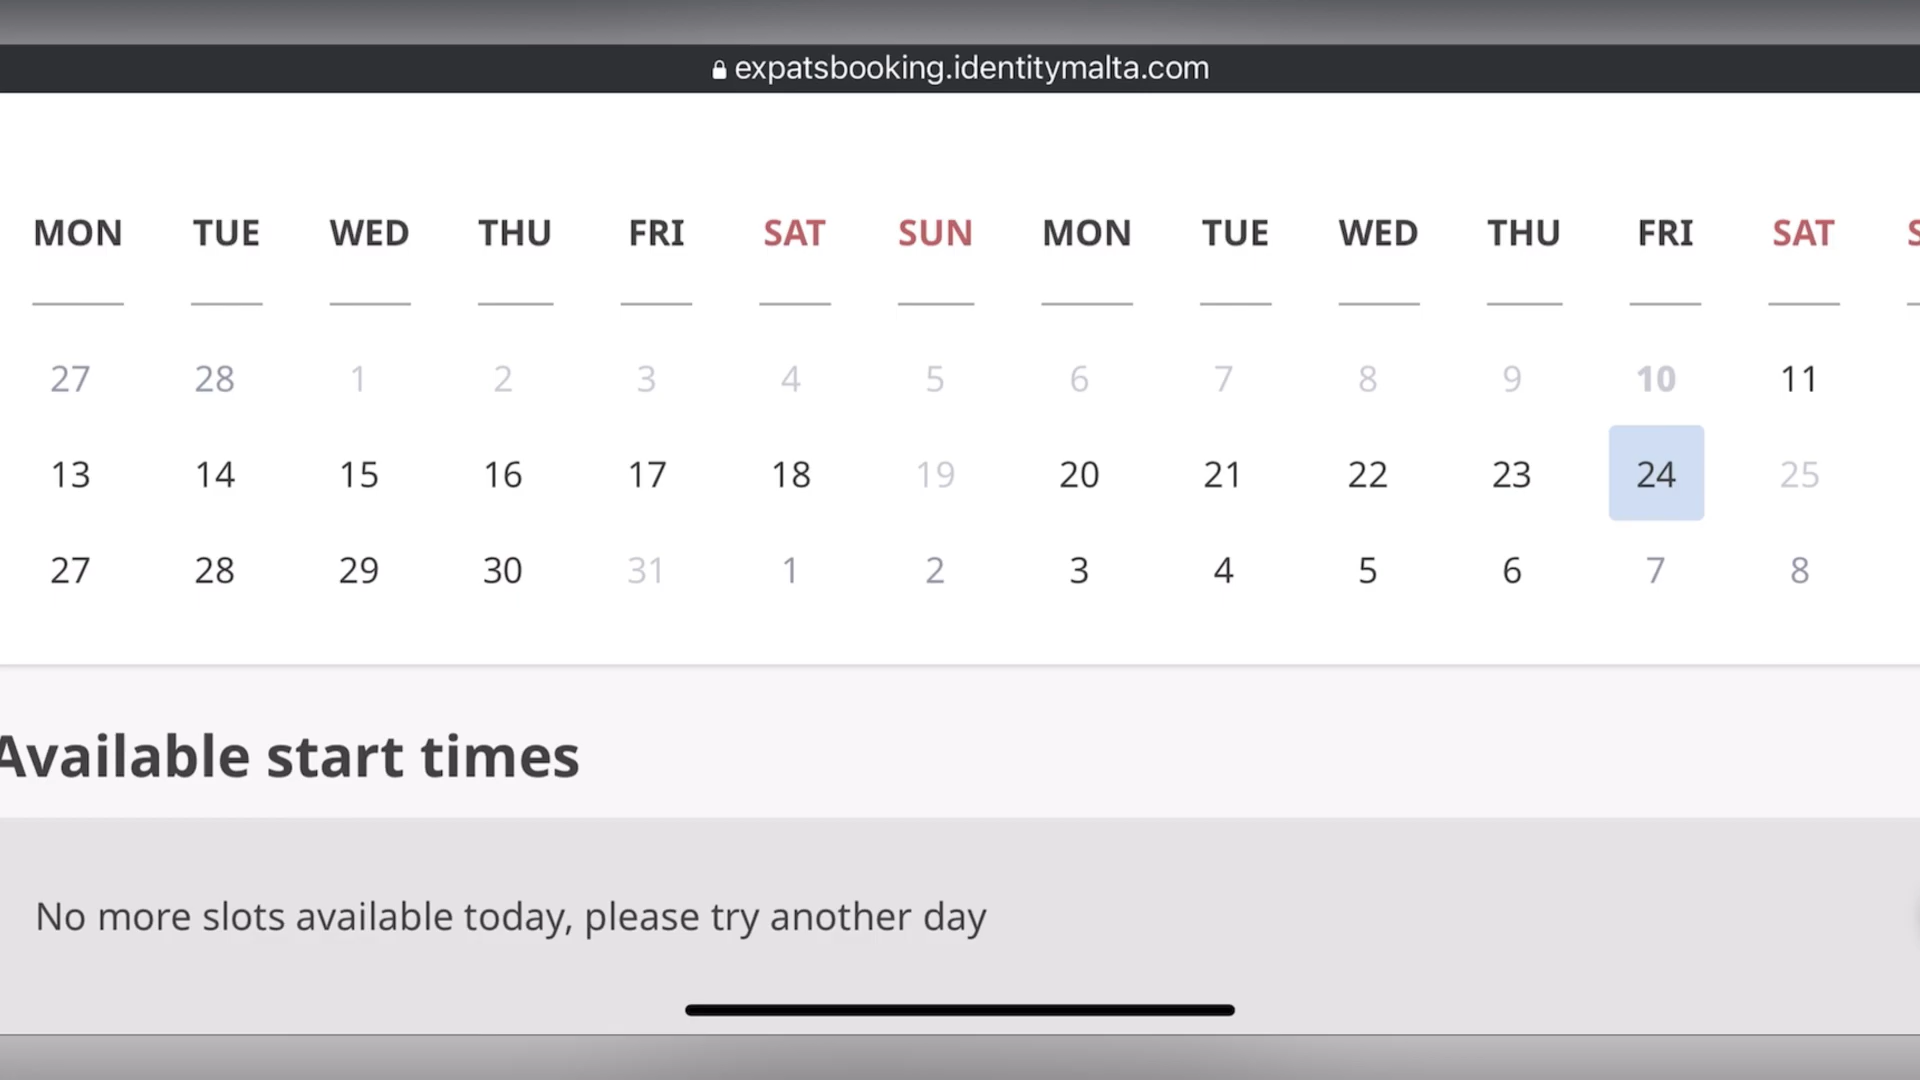 expatsbooking.identitymalta.com
MON TUE WED THU FRI SAT SUN MON TUE WED THU FRI SAT
27 28 1 2 3 4 5 6 7 8 9 10 11
13 14 15 16 17 18 19 20 21 22 23 24 25
27 28 29 30 31 1 2 3 4 5 6 7 8
Available start times
No more slots available today, please try another day